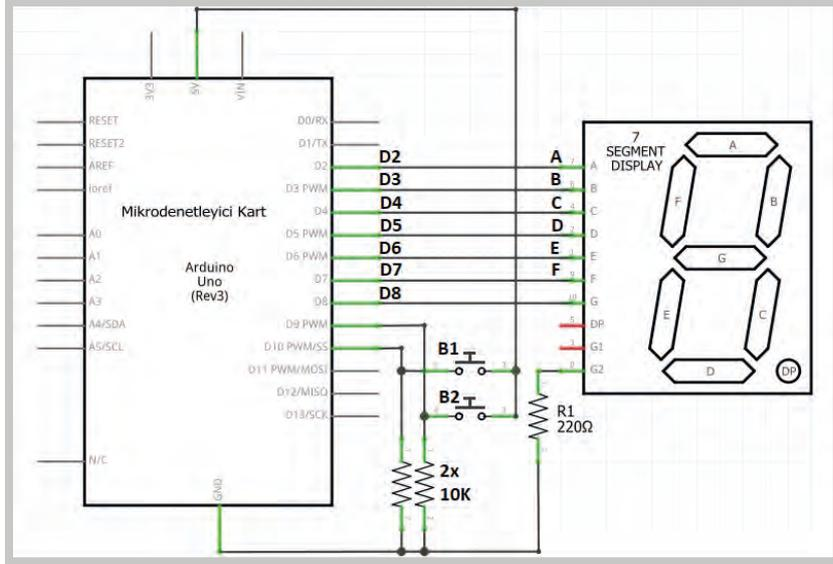 3V3
5V
VIN
RESET
RESET2
AREF
ioref
A0
A1
A2
A3
A4/SDA
A5/SCL
N/C
GND
Mikrodenetleyici Kart
Arduino
Uno
(Rev3)
D0/RX
D1/TX
D2
D3 PWM
D4
D5 PWM
D6 PWM
D7
D8
D9 PWM
D10 PWM/SS
D11 PWM/MOSI
D12/MISO
D13/SCK
D2
D3
D4
D5
D6
D7
D8
A
B
C
D
E
F
B1
B2
2x
10K
R1
220Ω
7
SEGMENT
DISPLAY
A
B
C
D
E
F
G
DP
G1
G2
A
F
B
G
E
C
D
DP